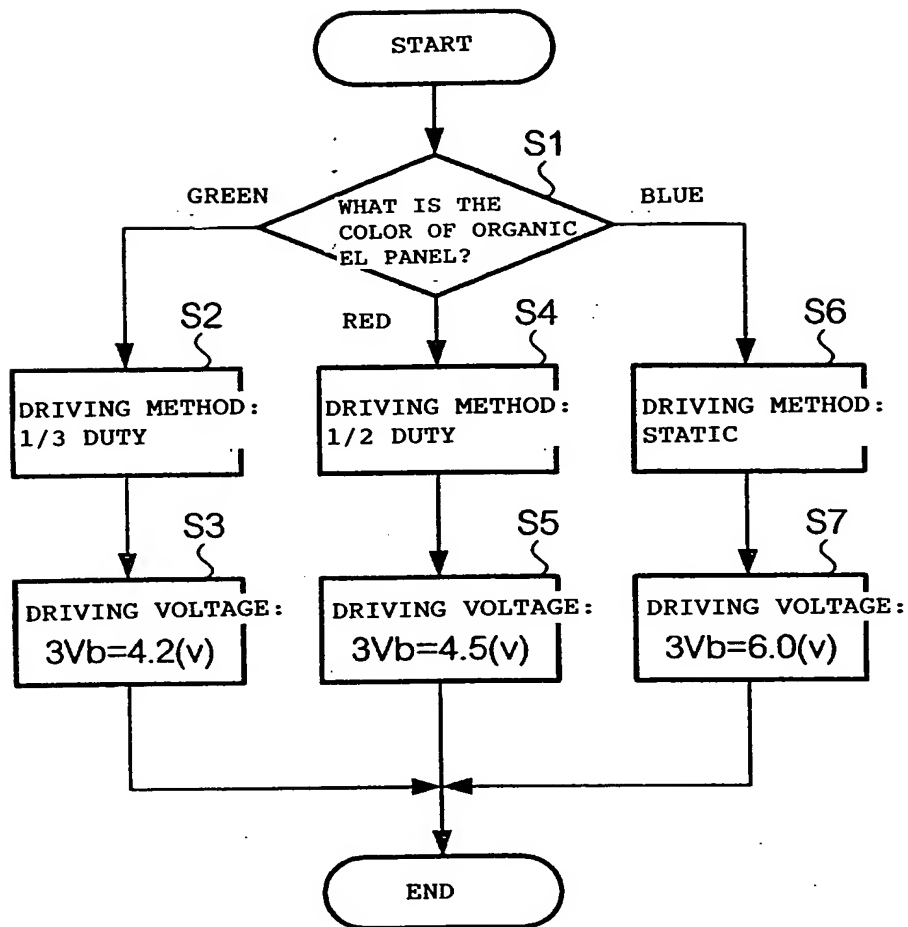 START
S1
GREEN
BLUE
WHAT IS THE
COLOR OF ORGANIC
EL PANEL?
RED
S2
S4
S6
DRIVING METHOD:
1/3 DUTY
DRIVING METHOD:
1/2 DUTY
DRIVING METHOD:
STATIC
S3
S5
S7
DRIVING VOLTAGE:
3Vb=4.2(v)
DRIVING VOLTAGE:
3Vb=4.5(v)
DRIVING VOLTAGE:
3Vb=6.0(v)
END